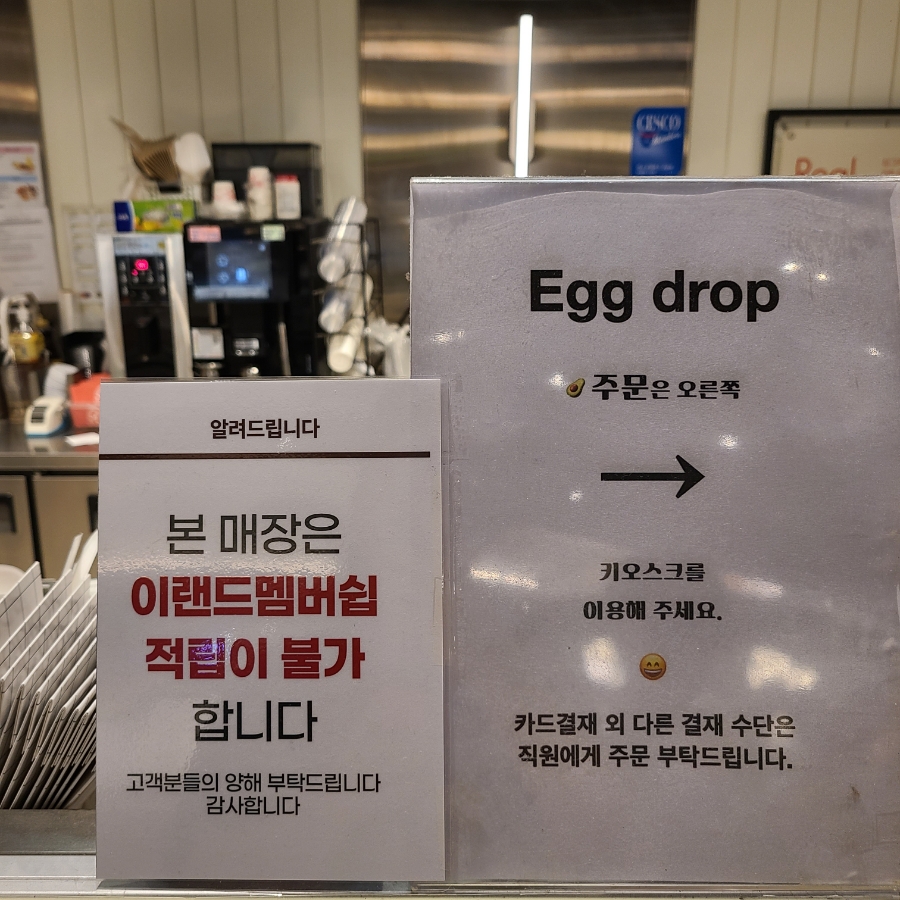 알려드립니다
본 매장은
이랜드멤버쉽
적립이 불가
합니다
고객분들의 양해 부탁드립니다
감사합니다
Egg drop
주문은 오른쪽
→
키오스크를
이용해 주세요.
카드결재 외 다른 결재 수단은
직원에게 주문 부탁드립니다.
CESCO
Real